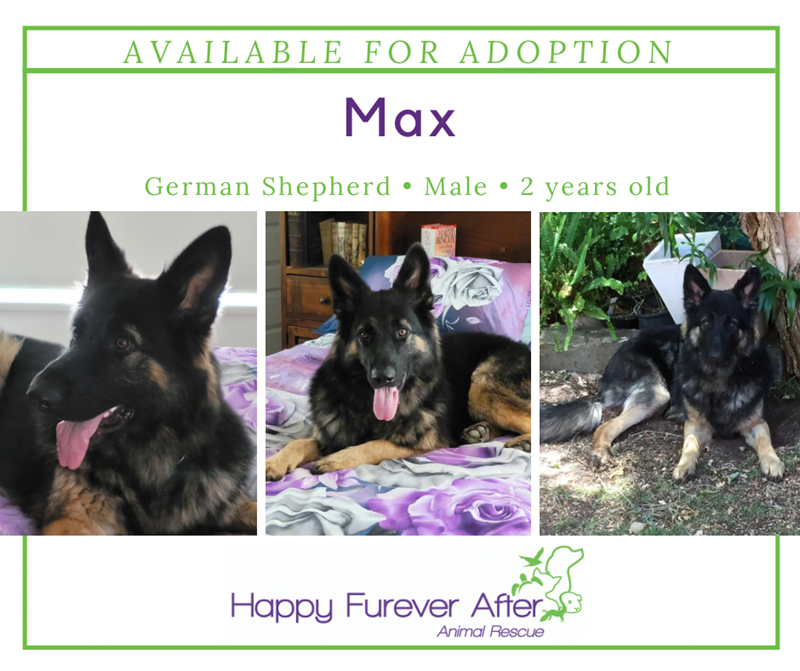 AVAILABLE FOR ADOPTION
Max
German Shepherd • Male • 2 years old
Happy Furever After
Animal Rescue